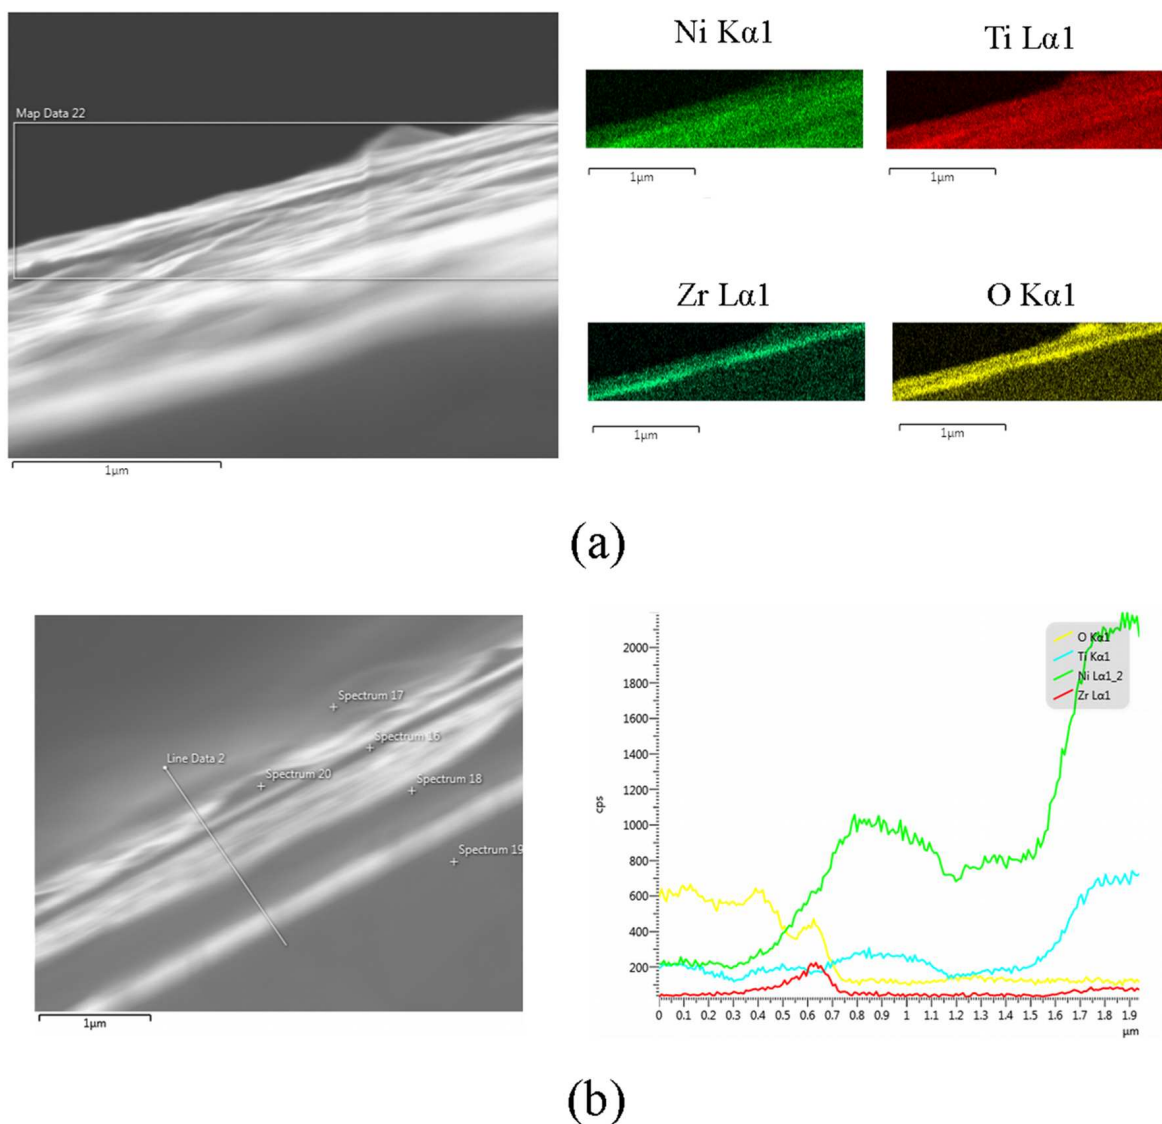 Map Data 22
1μm
Ni Kα1
Ti Lα1
1μm
1μm
Zr Lα1
O Kα1
1μm
1μm
(a)
Spectrum 17
Spectrum 16
Line Data 2
Spectrum 20
Spectrum 18
Spectrum 19
1μm
O Kα1
Ti Kα1
Ni Lα1_2
Zr Lα1
cps
2000
1800
1600
1400
1200
1000
800
600
400
200
0 0.1 0.2 0.3 0.4 0.5 0.6 0.7 0.8 0.9 1 1.1 1.2 1.3 1.4 1.5 1.6 1.7 1.8 1.9
μm
(b)